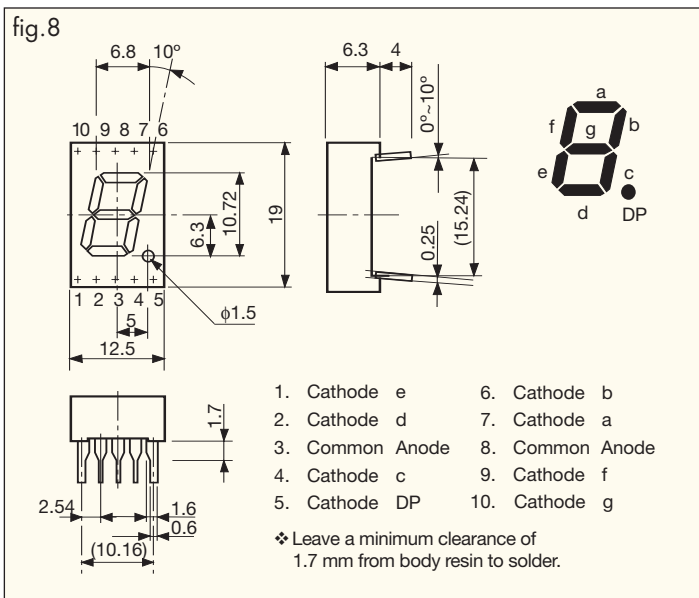 fig.8
6.8
10°
10 9 8 7 6
10.72
6.3
19
1 2 3 4 5
5
12.5
ϕ1.5
6.3
4
0°~10°
0.25
(15.24)
a
f
b
g
e
c
d
DP
1.7
2.54
1.6
0.6
(10.16)
1. Cathode e
2. Cathode d
3. Common Anode
4. Cathode c
5. Cathode DP
6. Cathode b
7. Cathode a
8. Common Anode
9. Cathode f
10. Cathode g
❖ Leave a minimum clearance of
1.7 mm from body resin to solder.